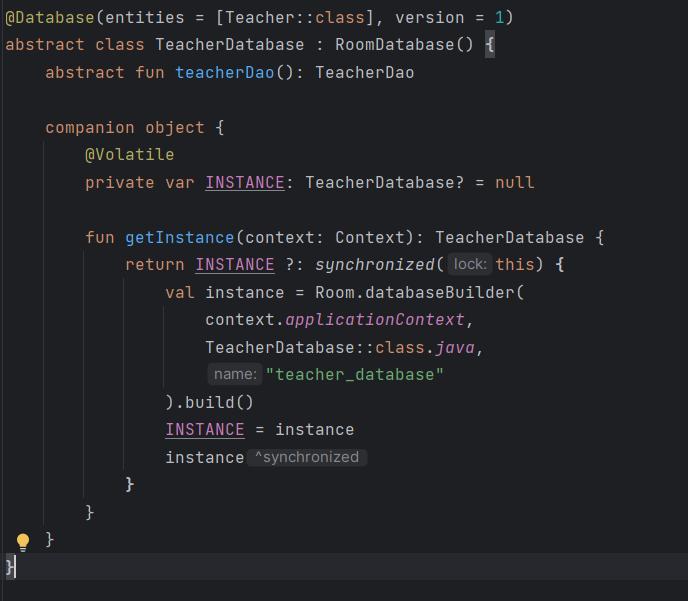 @Database(entities = [Teacher::class], version = 1)
abstract class TeacherDatabase : RoomDatabase() {
    abstract fun teacherDao(): TeacherDao

    companion object {
        @Volatile
        private var INSTANCE: TeacherDatabase? = null

        fun getInstance(context: Context): TeacherDatabase {
            return INSTANCE ?: synchronized( lock: this) {
                val instance = Room.databaseBuilder(
                    context.applicationContext,
                    TeacherDatabase::class.java,
                    name: "teacher_database"
                ).build()
                INSTANCE = instance
                instance ^synchronized
            }
        }
    }
}